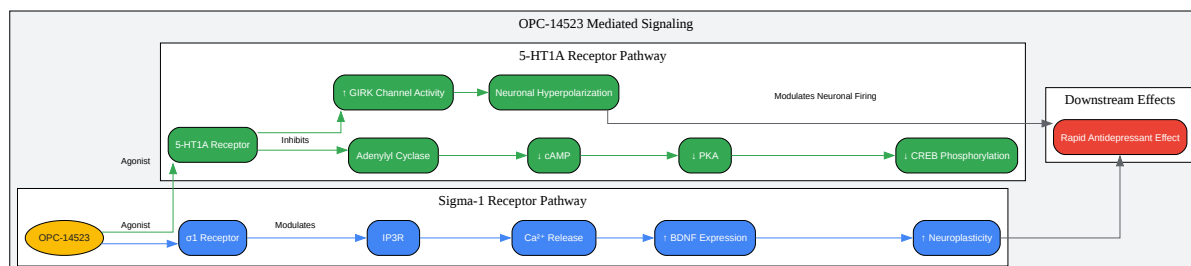 OPC-14523 Mediated Signaling
5-HT1A Receptor Pathway
↑ GIRK Channel Activity
Neuronal Hyperpolarization
Modulates Neuronal Firing
Downstream Effects
Rapid Antidepressant Effect
5-HT1A Receptor
Inhibits
Adenylyl Cyclase
↓ cAMP
↓ PKA
↓ CREB Phosphorylation
Agonist
Sigma-1 Receptor Pathway
OPC-14523
Agonist
σ1 Receptor
Modulates
IP3R
Ca²⁺ Release
↑ BDNF Expression
↑ Neuroplasticity